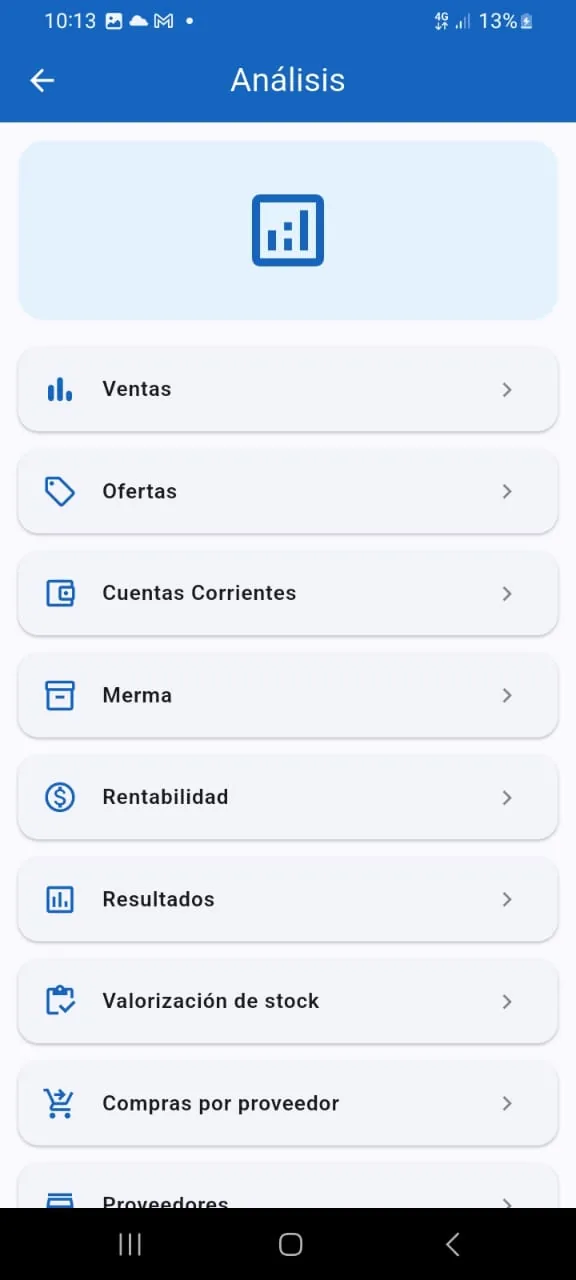 10:13
4G
13%
Análisis
Ventas
Ofertas
Cuentas Corrientes
Merma
Rentabilidad
Resultados
Valorización de stock
Compras por proveedor
Proveedores